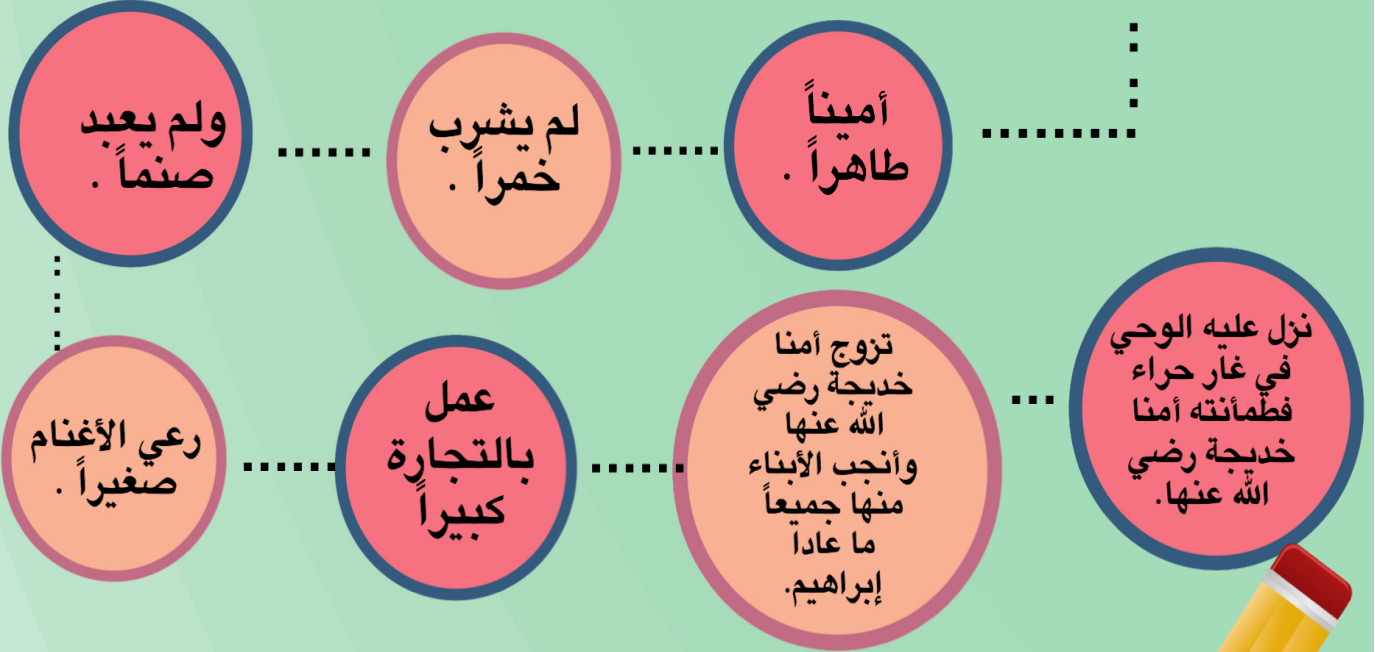 أميناً
طاهراً .
لم يشرب
خمراً .
ولم يعبد
صنماً .
رعي الأغنام
صغيراً .
عمل
بالتجارة
كبيراً
تزوج أمنا
خديجة رضي
الله عنها
وأنجب الأبناء
منها جميعاً
ما عادا
إبراهيم.
نزل عليه الوحي
في غار حراء
فطمأنته أمنا
خديجة رضي
الله عنها.